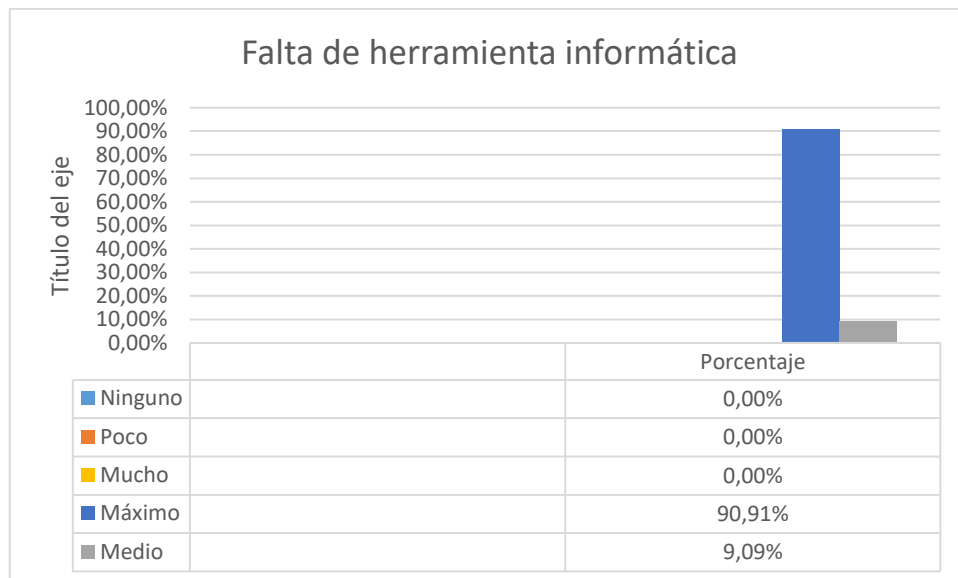 Falta de herramienta informática
100,00%
90,00%
80,00%
70,00%
60,00%
50,00%
40,00%
30,00%
20,00%
10,00%
0,00%
Título del eje
Porcentaje
Ninguno 0,00%
Poco 0,00%
Mucho 0,00%
Máximo 90,91%
Medio 9,09%